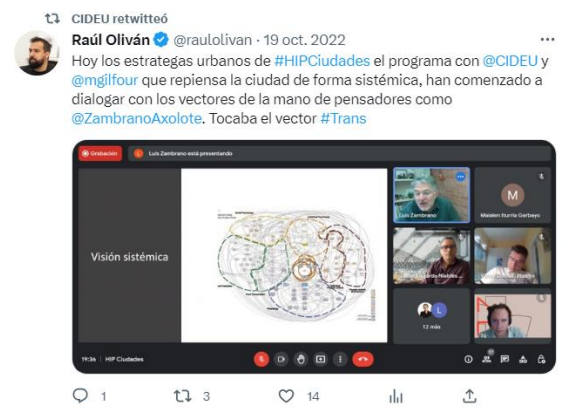 CIDEU retwitteó
Raúl Oliván @raulolivan · 19 oct. 2022
Hoy los estrategas urbanos de #HIPCiudades el programa con @CIDEU y
@mgilfour que repiensa la ciudad de forma sistémica, han comenzado a
dialogar con los vectores de la mano de pensadores como
@ZambranoAxolote. Tocaba el vector #Trans
Grabación
L
Luis Zambrano está presentando
Visión sistémica
Luis Zambrano
M
Maialen Iturria Garbayo
L
12 más
19:36 | HIP Ciudades
1
3
14